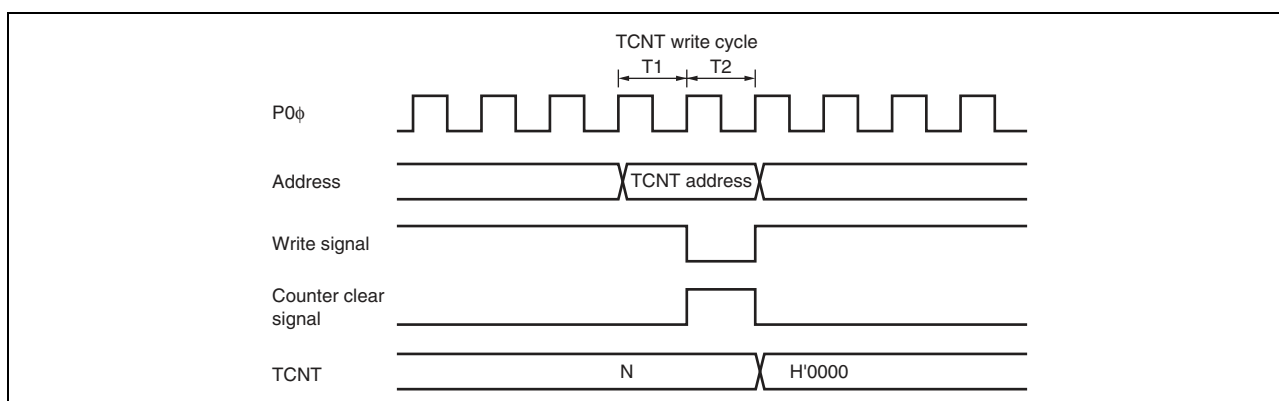 TCNT write cycle
T1 T2
P0ϕ
Address TCNT address
Write signal
Counter clear
signal
TCNT N H'0000